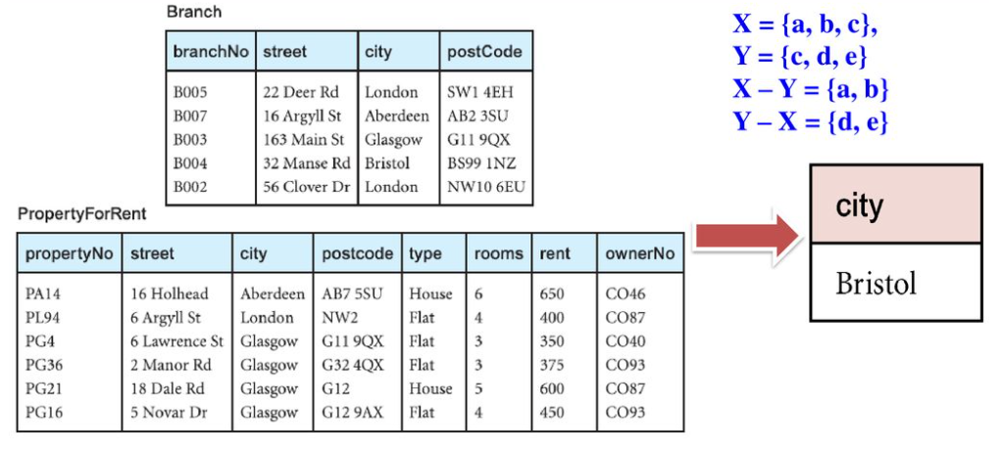 Branch
branchNo street city postCode
B005 22 Deer Rd London SW1 4EH
B007 16 Argyll St Aberdeen AB2 3SU
B003 163 Main St Glasgow G11 9QX
B004 32 Manse Rd Bristol BS99 1NZ
B002 56 Clover Dr London NW10 6EU
PropertyForRent
propertyNo street city postcode type rooms rent ownerNo
PA14 16 Holhead Aberdeen AB7 5SU House 6 650 CO46
PL94 6 Argyll St London NW2 Flat 4 400 CO87
PG4 6 Lawrence St Glasgow G11 9QX Flat 3 350 CO40
PG36 2 Manor Rd Glasgow G32 4QX Flat 3 375 CO93
PG21 18 Dale Rd Glasgow G12 House 5 600 CO87
PG16 5 Novar Dr Glasgow G12 9AX Flat 4 450 CO93
X = {a, b, c},
Y = {c, d, e}
X – Y = {a, b}
Y – X = {d, e}
city
Bristol